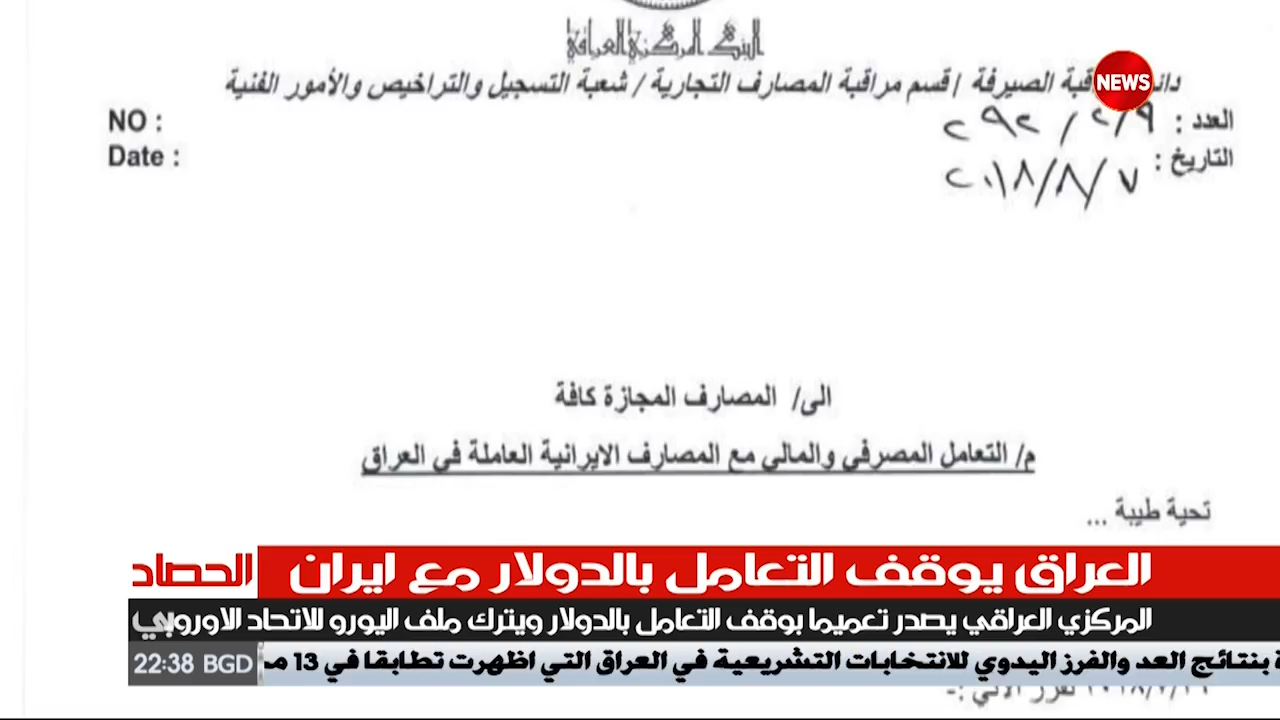 البنك المركزي العراقي
قبة الصيرفة / قسم مراقبة المصارف التجارية / شعبة التسجيل والتراخيص والأمور الفنية
NEWS
NO :
العدد : ٢٩٢ / ٢/٩
Date :
التاريخ : ٢٠١٨/٨/٧
الى/ المصارف المجازة كافة
م/ التعامل المصرفي والمالي مع المصارف الايرانية العاملة في العراق
تحية طيبة ...
العراق يوقف التعامل بالدولار مع ايران
الحصاد
المركزي العراقي يصدر تعميما بوقف التعامل بالدولار ويترك ملف اليورو للاتحاد الاوروبي
ة بنتائج العد والفرز اليدوي للانتخابات التشريعية في العراق التي اظهرت تطابقا في 13
22:38 BGD